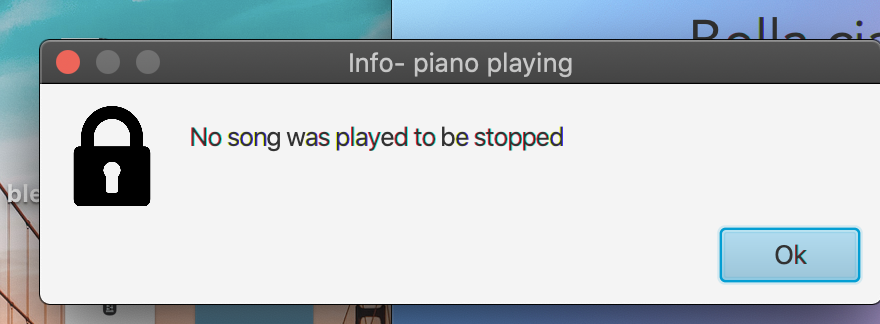 Info- piano playing
No song was played to be stopped
Ok